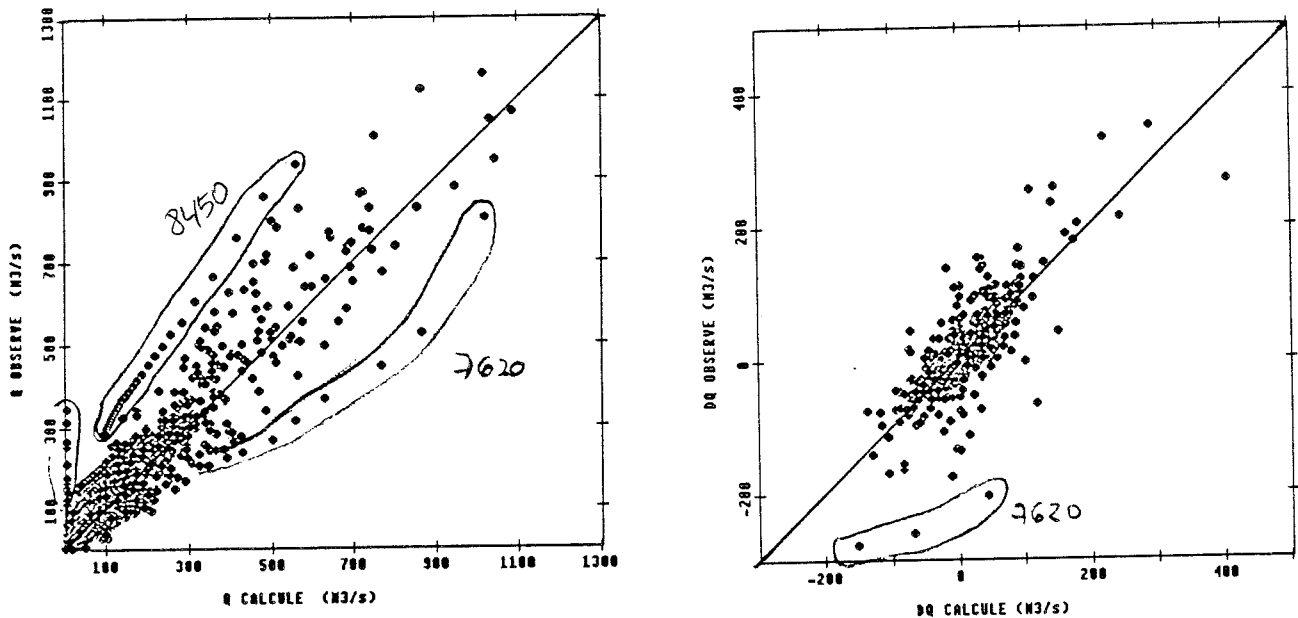 1300
1100
900
700
500
300
100
Q OBSERVE (M3/s)
8450
7620
100 300 500 700 900 1100 1300
Q CALCULE (M3/s)
400
200
0
-200
DQ OBSERVE (M3/s)
7620
-200 0 200 400
DQ CALCULE (M3/s)